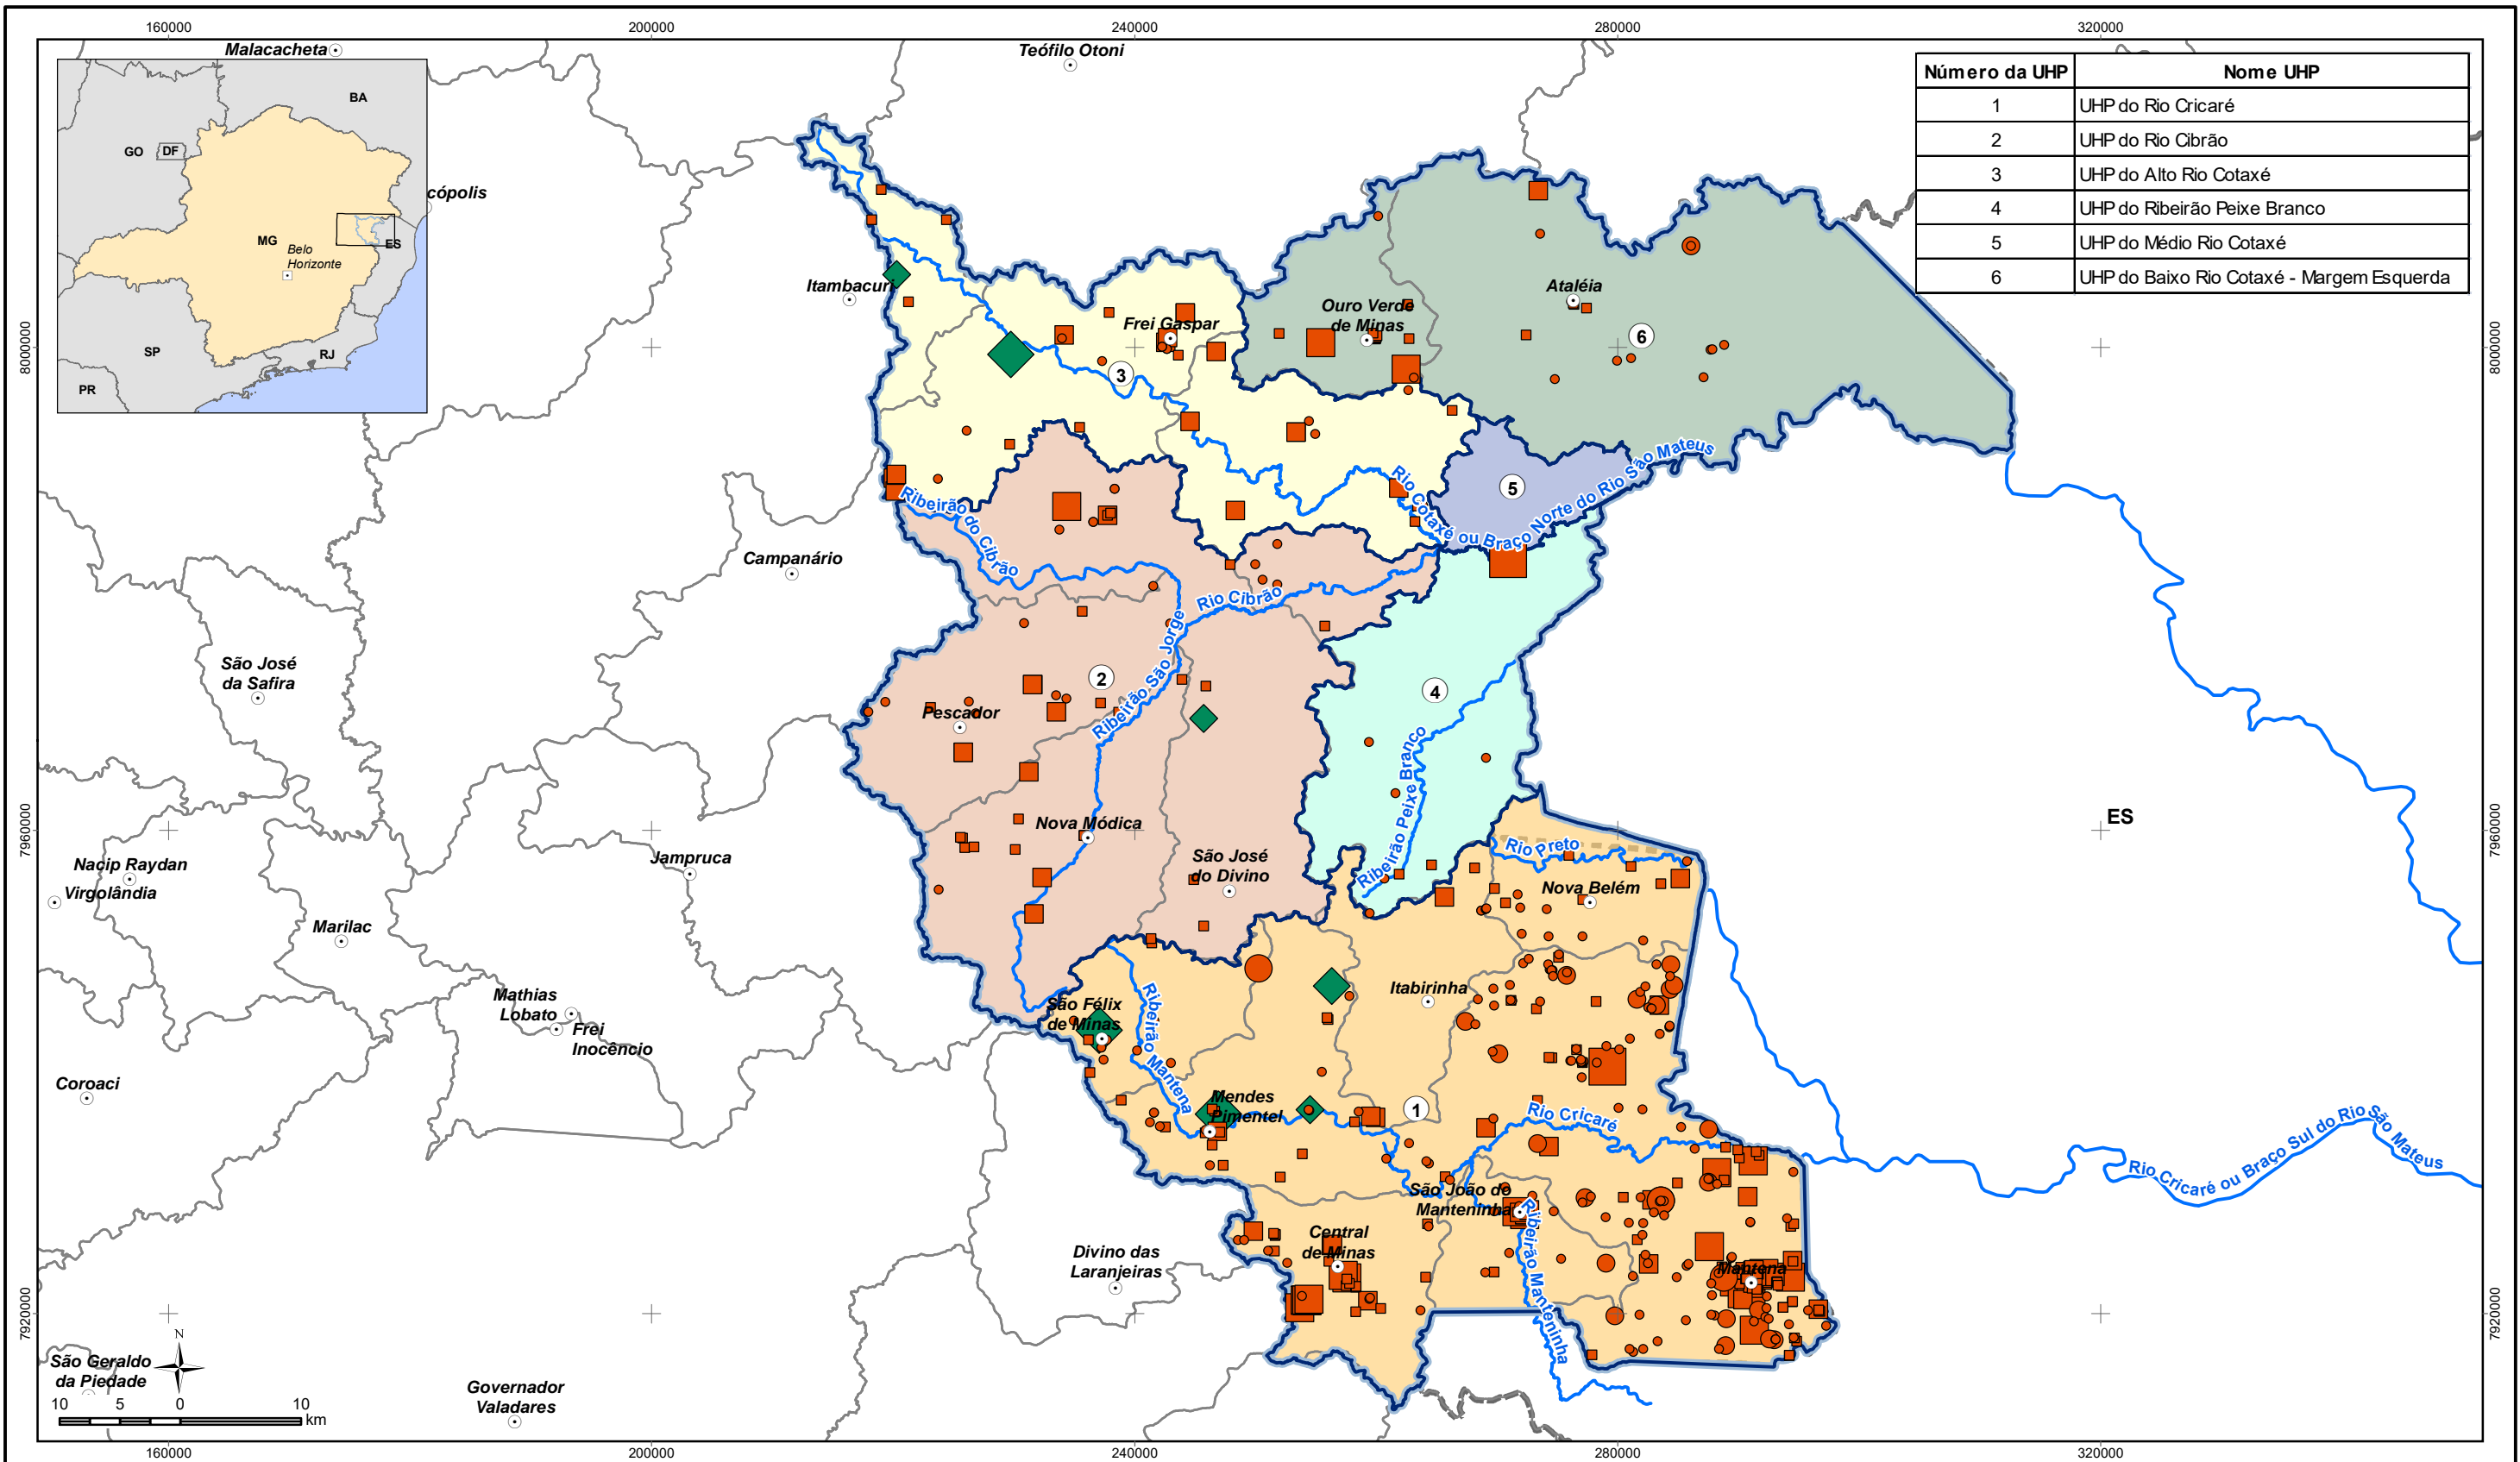 160000
200000
240000
280000
320000
Malacacheta
Teófilo Otoni
Número da UHP
Nome UHP
1
UHP do Rio Cricaré
2
UHP do Rio Cibrão
3
UHP do Alto Rio Cotaxé
4
UHP do Ribeirão Peixe Branco
5
UHP do Médio Rio Cotaxé
6
UHP do Baixo Rio Cotaxé - Margem Esquerda
BA
GO
DF
MG
Belo
Horizonte
ES
SP
RJ
PR
cópolis
Itambacuri
Frei Gaspar
Ouro Verde
de Minas
Ataléia
6
3
5
8000000
8000000
Rio Cotaxé ou Braço Norte do Rio São Mateus
Ribeirão do Cibrão
Campanário
Rio Cibrão
Ribeirão São Jorge
São José
da Safira
2
4
Pescador
Ribeirão Peixe Branco
Nova Módica
7960000
7960000
ES
Rio Preto
Nacip Raydan
Virgolândia
Jampruca
São José
do Divino
Nova Belém
Marilac
Itabirinha
Mathias
Lobato
Frei
Inocêncio
São Félix
de Minas
Ribeirão Mantena
Coroaci
Mendes
Pimentel
1
Rio Cricaré
Rio Cricaré ou Braço Sul do Rio São Mateus
São João do
Manteninha
Ribeirão Manteninha
Central
de Minas
Divino das
Laranjeiras
Mantena
7920000
7920000
N
São Geraldo
da Piedade
Governador
Valadares
10
5
0
10
km
160000
200000
240000
280000
320000